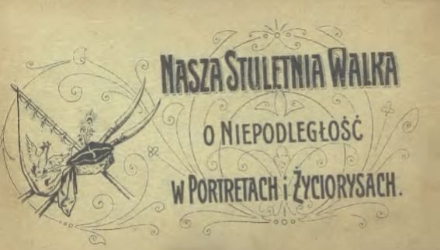 NASZA STULETNIA WALKA
O NIEPODLEGŁOŚĆ
W PORTRETACH i ŻYCIORYSACH.